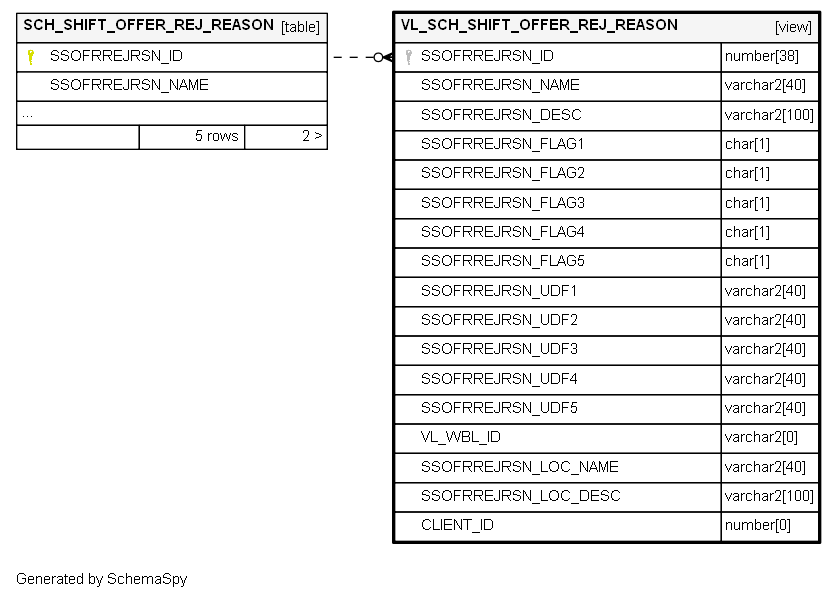 SCH_SHIFT_OFFER_REJ_REASON [table]
SSOFRREJRSN_ID
SSOFRREJRSN_NAME
...
5 rows 2 >
VL_SCH_SHIFT_OFFER_REJ_REASON [view]
SSOFRREJRSN_ID number[38]
SSOFRREJRSN_NAME varchar2[40]
SSOFRREJRSN_DESC varchar2[100]
SSOFRREJRSN_FLAG1 char[1]
SSOFRREJRSN_FLAG2 char[1]
SSOFRREJRSN_FLAG3 char[1]
SSOFRREJRSN_FLAG4 char[1]
SSOFRREJRSN_FLAG5 char[1]
SSOFRREJRSN_UDF1 varchar2[40]
SSOFRREJRSN_UDF2 varchar2[40]
SSOFRREJRSN_UDF3 varchar2[40]
SSOFRREJRSN_UDF4 varchar2[40]
SSOFRREJRSN_UDF5 varchar2[40]
VL_WBL_ID varchar2[0]
SSOFRREJRSN_LOC_NAME varchar2[40]
SSOFRREJRSN_LOC_DESC varchar2[100]
CLIENT_ID number[0]
Generated by SchemaSpy